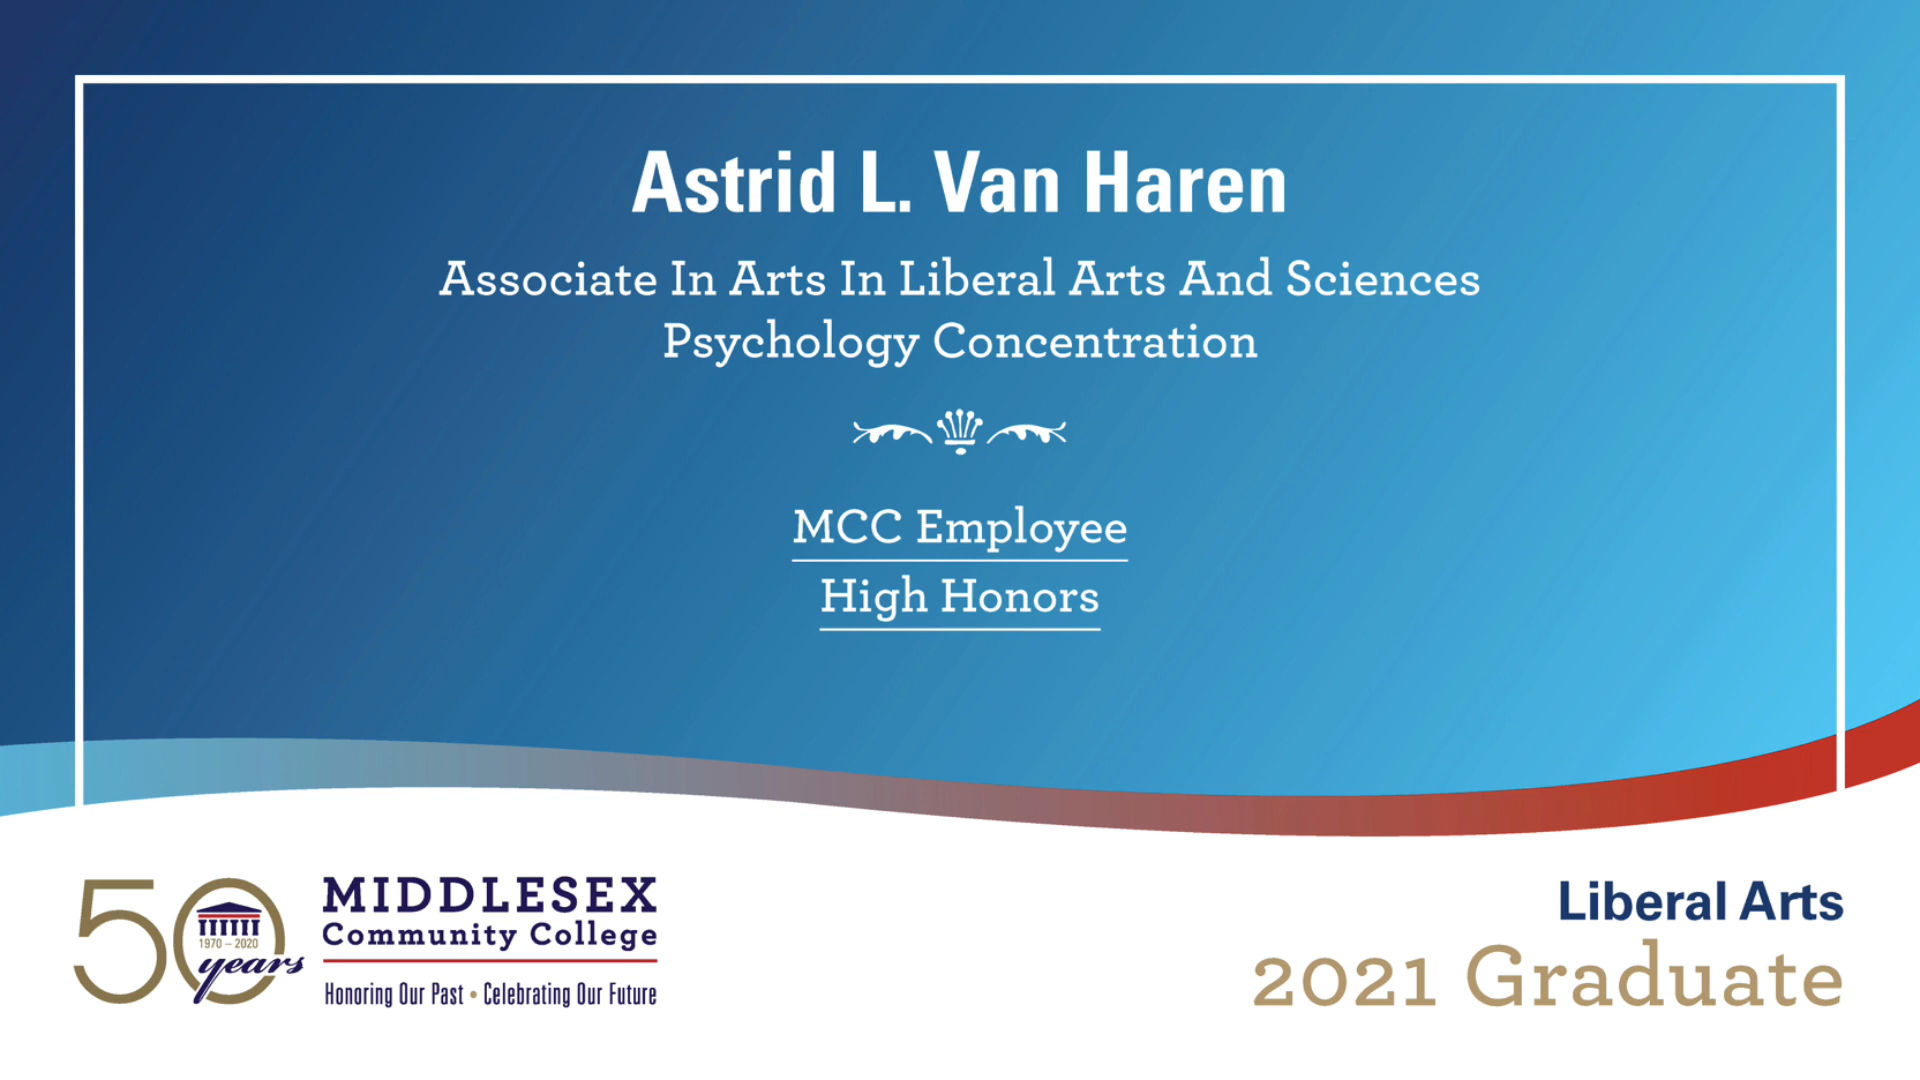 Astrid L. Van Haren
Associate In Arts In Liberal Arts And Sciences
Psychology Concentration
MCC Employee
High Honors
50
1970 – 2020
years
MIDDLESEX
Community College
Honoring Our Past • Celebrating Our Future
Liberal Arts
2021 Graduate